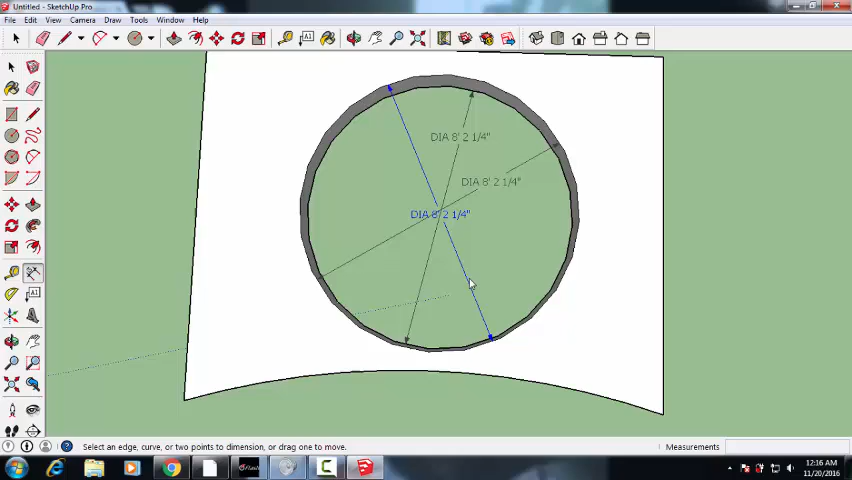 Untitled - SketchUp Pro
File Edit View Camera Draw Tools Window Help
DIA 8' 2 1/4"
DIA 8' 2 1/4"
DIA 8' 2 1/4"
Select an edge, curve, or two points to dimension, or drag one to move.
Measurements
12:16 AM
11/20/2016